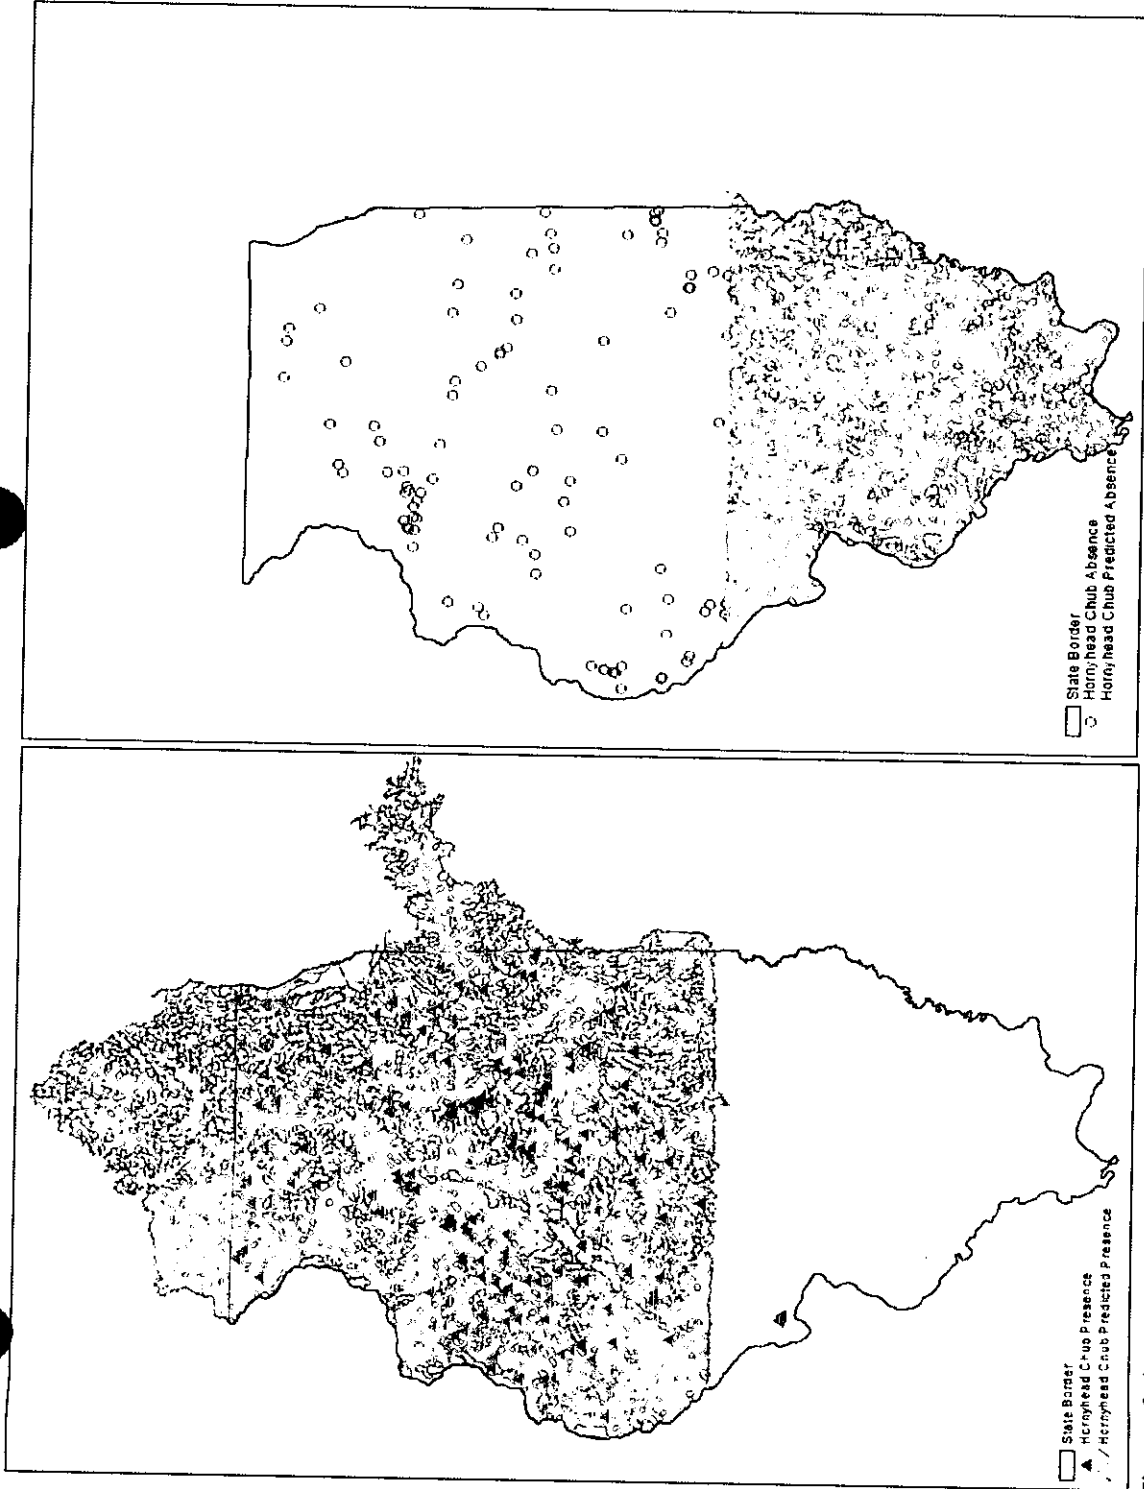 State Border
Hornyhead Chub Presence
Hornyhead Chub Predicted Presence
State Border
Hornyhead Chub Absence
Hornyhead Chub Predicted Absence